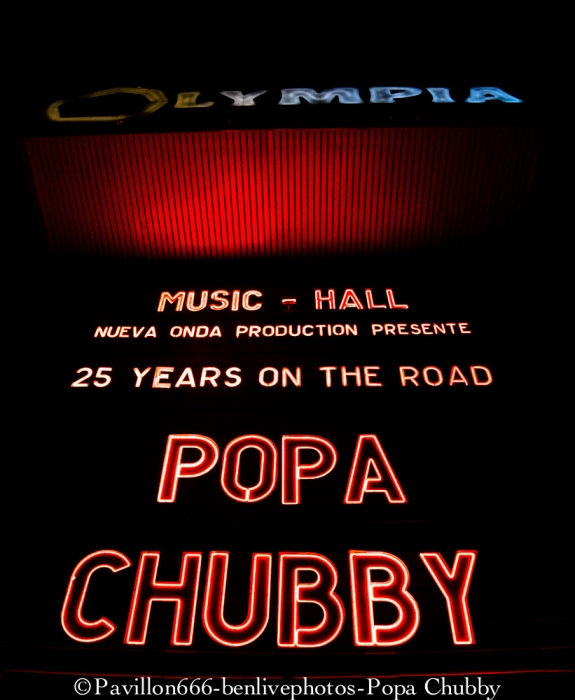 OLYMPIA
MUSIC - HALL
NUEVA ONDA PRODUCTION PRESENTE
25 YEARS ON THE ROAD
POPA
CHUBBY
©Pavillon666-benlivephotos-Popa Chubby